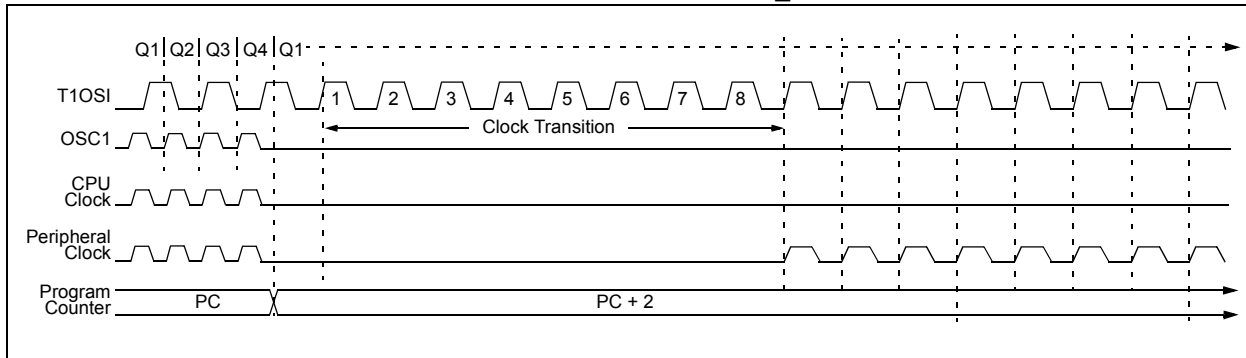 Q1 Q2 Q3 Q4 Q1
T1OSI
1 2 3 4 5 6 7 8
Clock Transition
OSC1
CPU
Clock
Peripheral
Clock
Program
Counter
PC
PC + 2